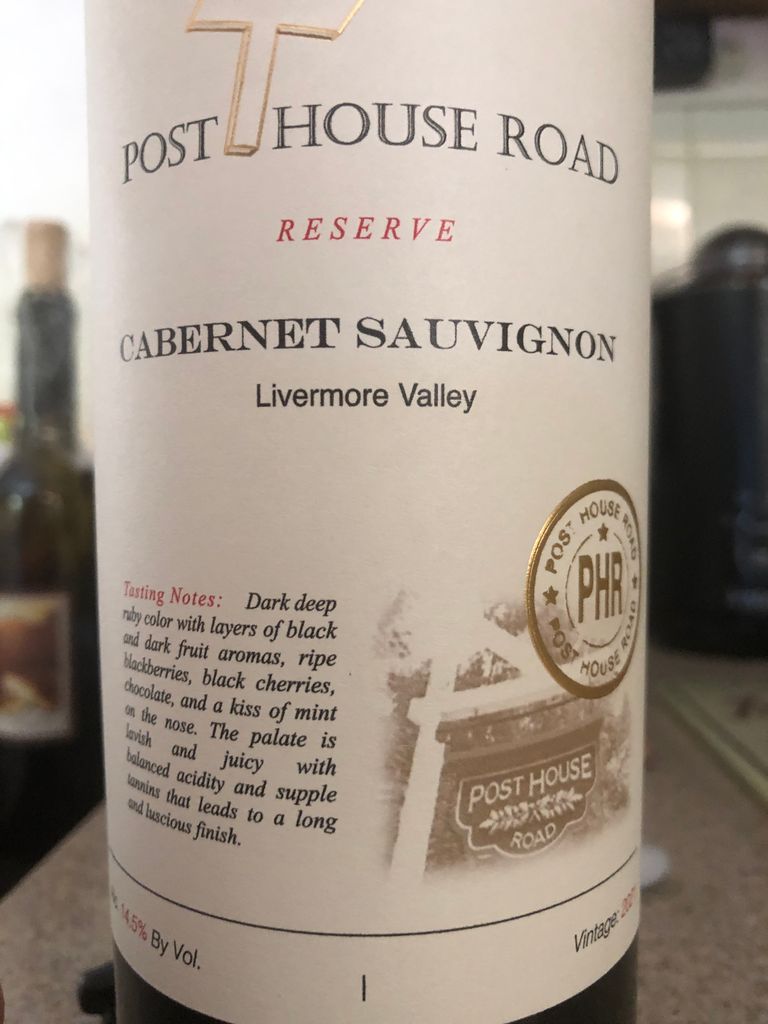 POST HOUSE ROAD
RESERVE
CABERNET SAUVIGNON
Livermore Valley
POST HOUSE ROAD
PHR
POST HOUSE ROAD
Tasting Notes: Dark deep
ruby color with layers of black
and dark fruit aromas, ripe
blackberries, black cherries,
chocolate, and a kiss of mint
on the nose. The palate is
lavish and juicy with
balanced acidity and supple
tannins that leads to a long
and luscious finish.
POST HOUSE
ROAD
14.5% By Vol.
Vintage: